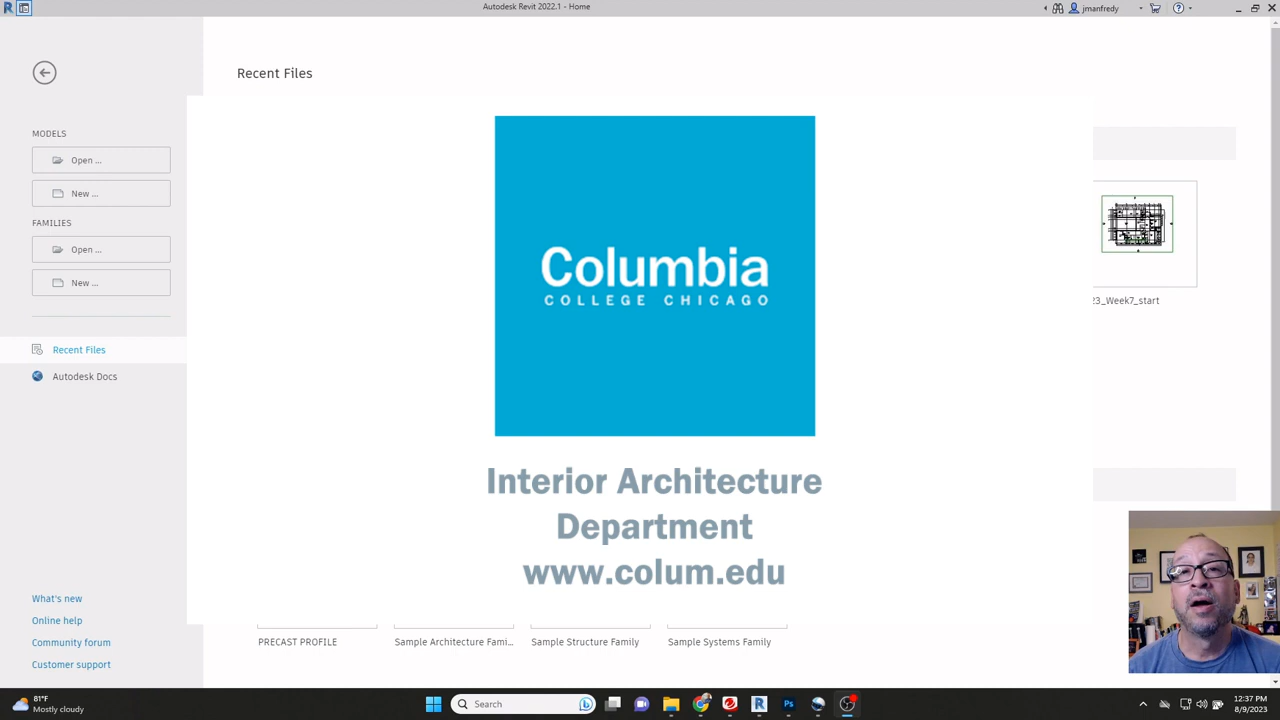 Autodesk Revit 2022.1 - Home
jmanfredy
Recent Files
MODELS
Open ...
New ...
FAMILIES
Open ...
New ...
Recent Files
Autodesk Docs
What's new
Online help
Community forum
Customer support
Columbia
COLLEGE CHICAGO
Interior Architecture
Department
www.colum.edu
23_Week7_start
PRECAST PROFILE
Sample Architecture Fami...
Sample Structure Family
Sample Systems Family
81°F
Mostly cloudy
Search
12:37 PM
8/9/2023